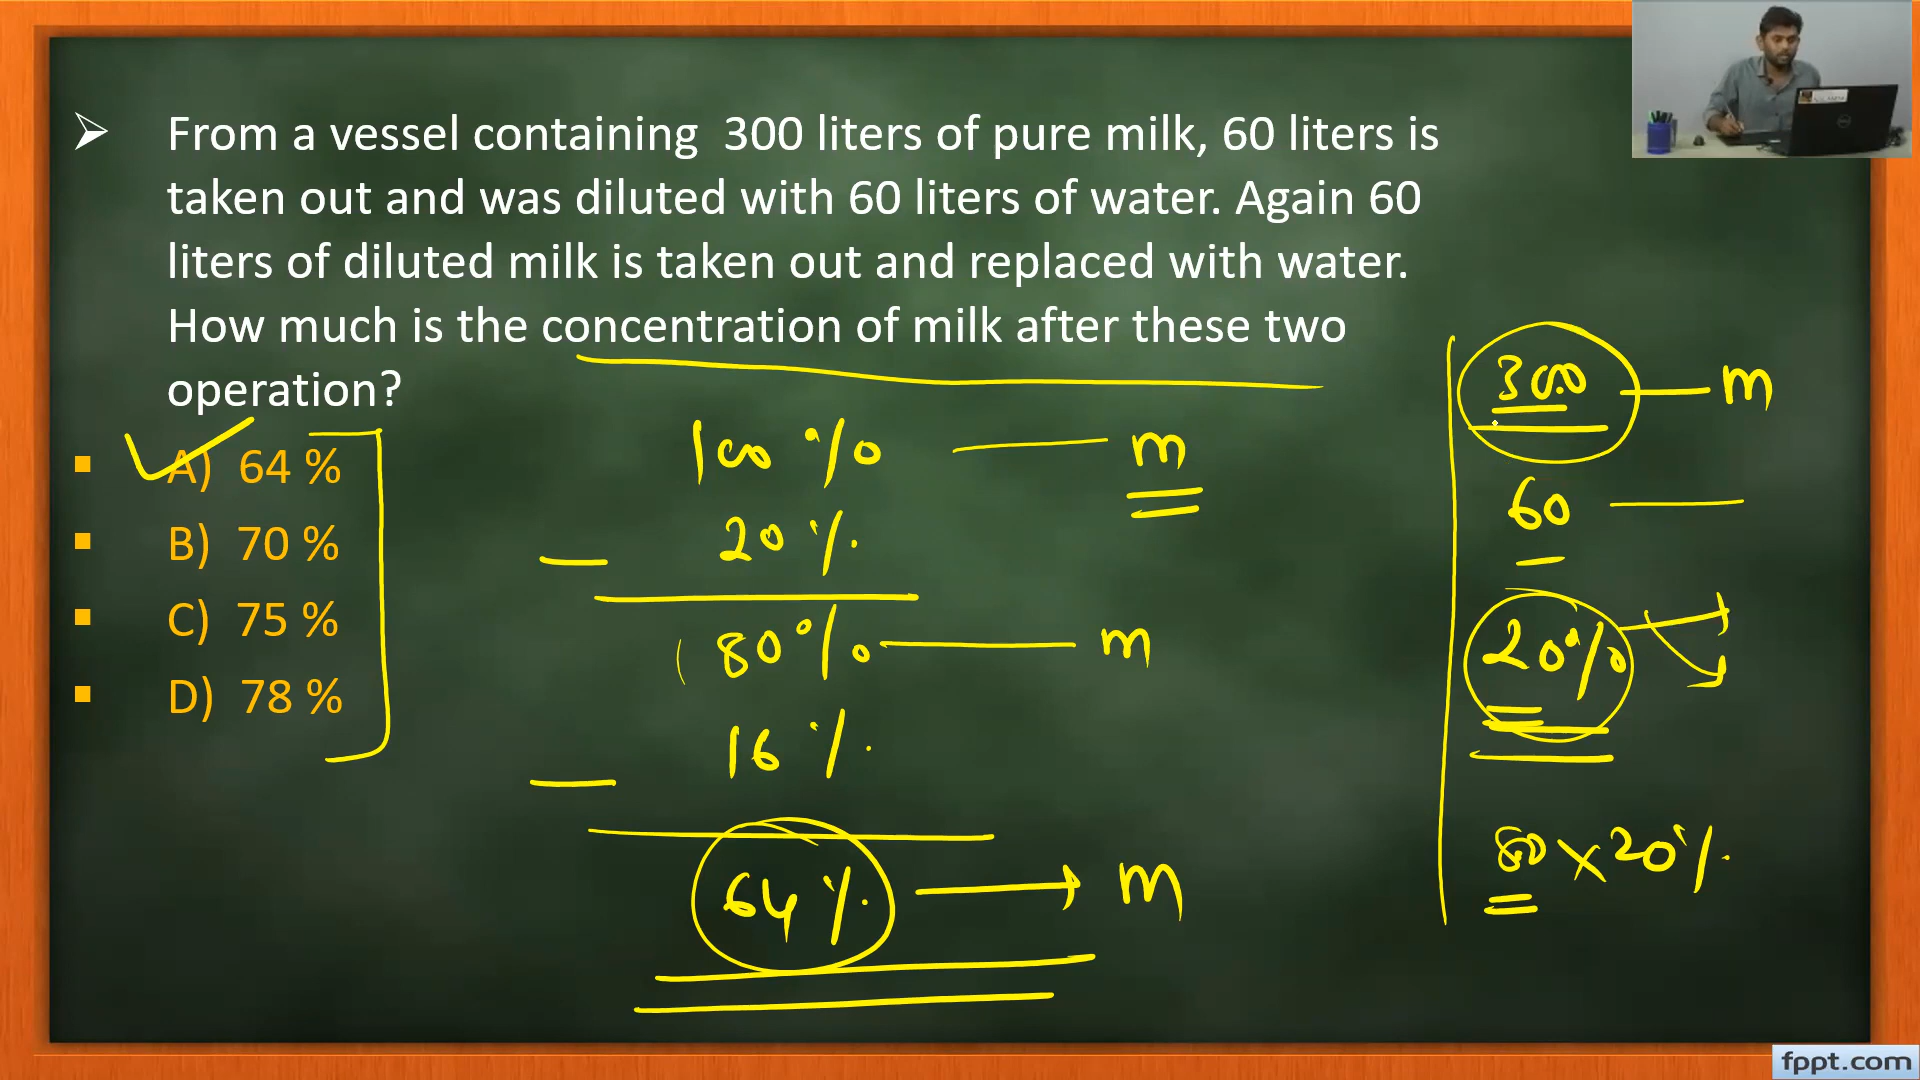 From a vessel containing 300 liters of pure milk, 60 liters is
taken out and was diluted with 60 liters of water. Again 60
liters of diluted milk is taken out and replaced with water.
How much is the concentration of milk after these two
operation?
A) 64 %
B) 70 %
C) 75 %
D) 78 %
100 % m
20 %
80 % m
16 %
64 % m
300 m
60
20 %
80 x 20 %
fppt.com